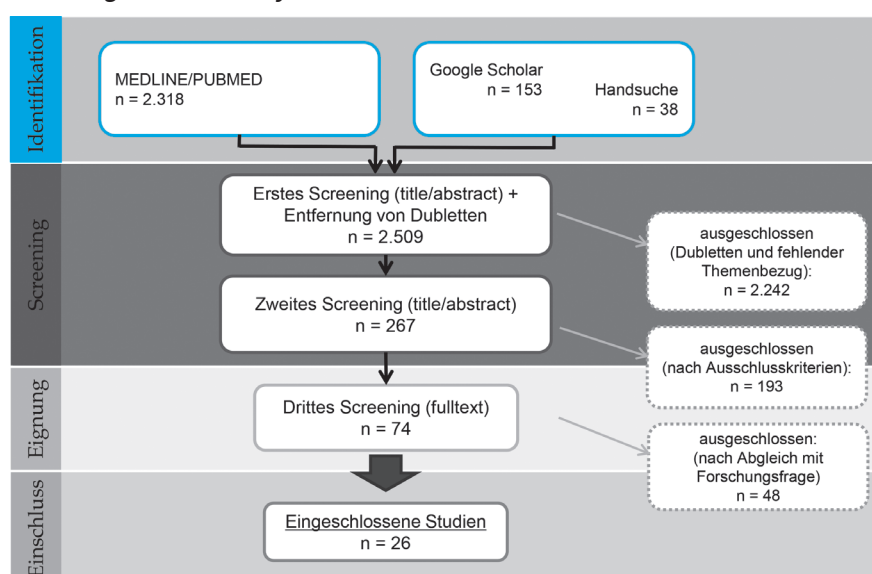 Identifikation
MEDLINE/PUBMED
n = 2.318
Google Scholar
n = 153
Handsuche
n = 38
Screening
Erstes Screening (title/abstract) +
Entfernung von Dubletten
n = 2.509
ausgeschlossen
(Dubletten und fehlender
Themenbezug):
n = 2.242
Zweites Screening (title/abstract)
n = 267
ausgeschlossen
(nach Ausschlusskriterien):
n = 193
Eignung
Drittes Screening (fulltext)
n = 74
ausgeschlossen:
(nach Abgleich mit
Forschungsfrage)
n = 48
Einschluss
Eingeschlossene Studien
n = 26